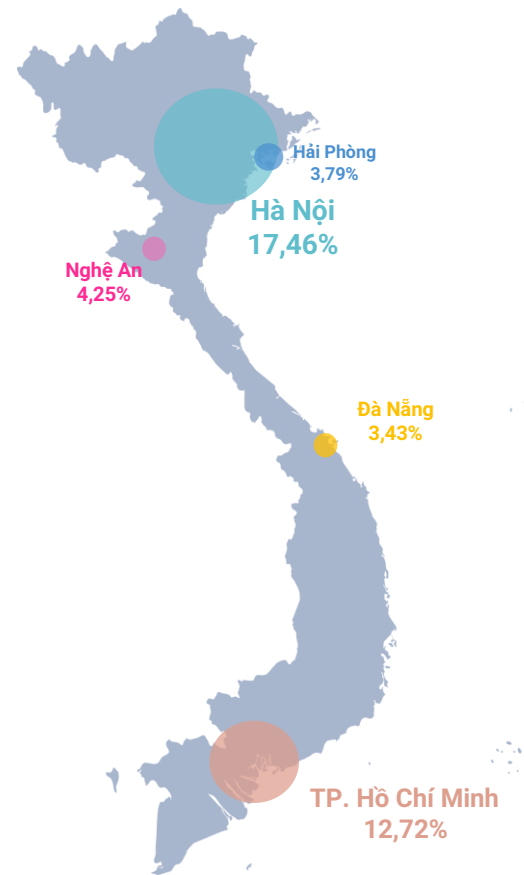 Hải Phòng
3,79%
Hà Nội
17,46%
Nghệ An
4,25%
Đà Nẵng
3,43%
TP. Hồ Chí Minh
12,72%